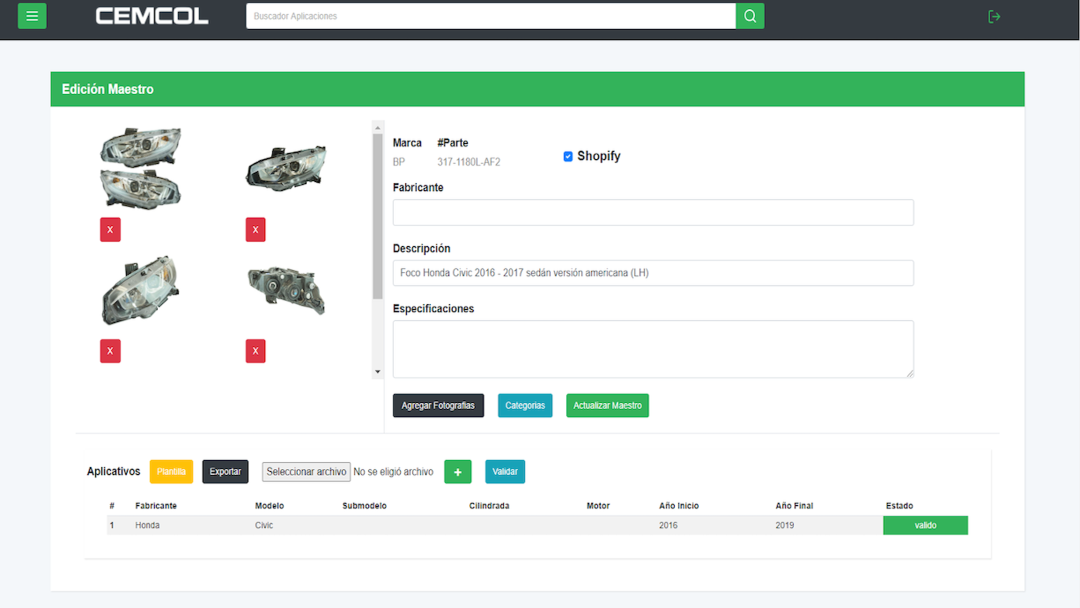 CEMCOL
Buscador Aplicaciones
Edición Maestro
Marca #Parte
BP 317-1180L-AF2
Shopify
Fabricante
X X
Descripción
Foco Honda Civic 2016 - 2017 sedán versión americana (LH)
Especificaciones
X X
Agregar Fotografias Categorias Actualizar Maestro
Aplicativos Plantilla Exportar Seleccionar archivo No se eligió archivo + Validar
# Fabricante Modelo Submodelo Cilindrada Motor Año Inicio Año Final Estado
1 Honda Civic 2016 2019 valido